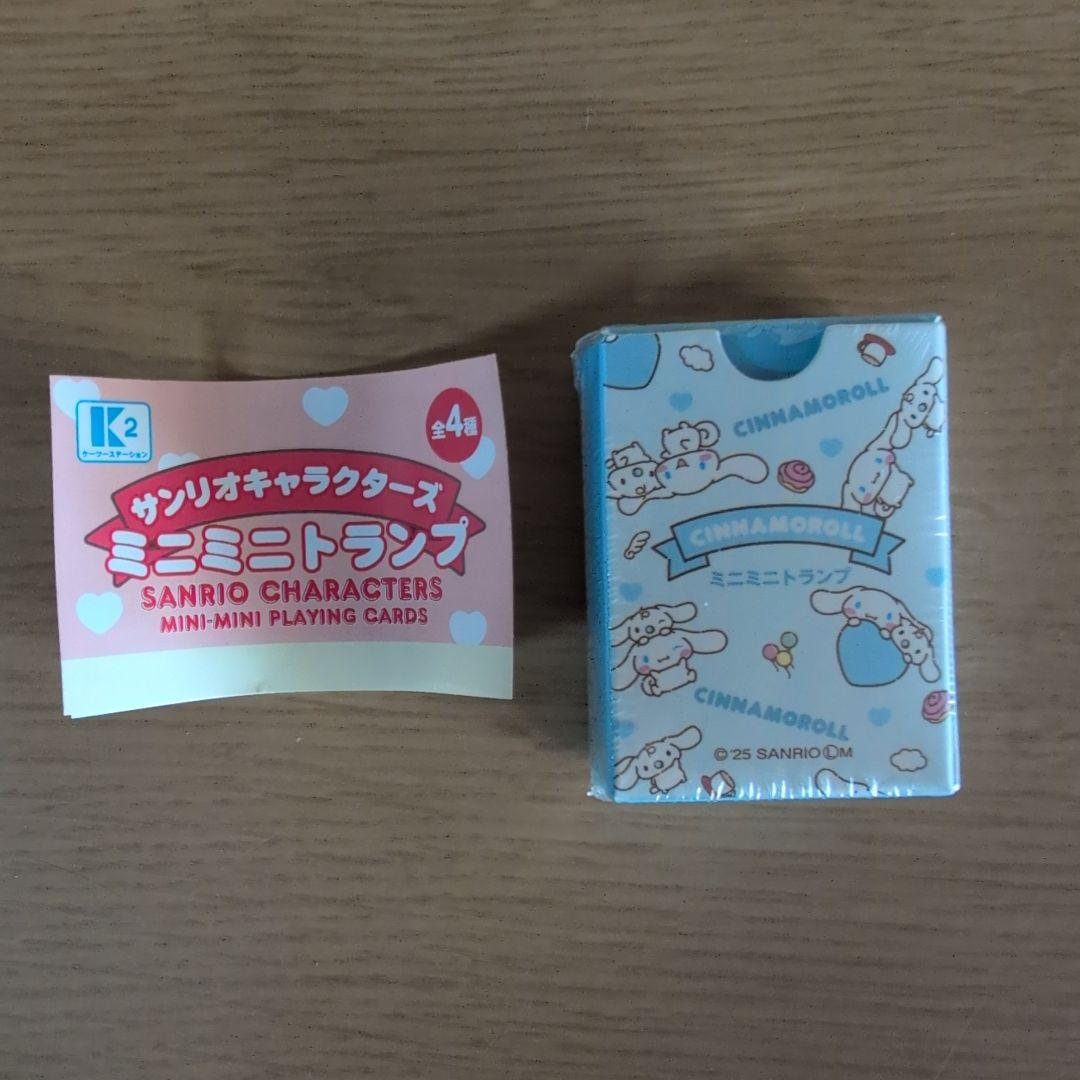 K2
ケーツーステーション
全4種
サンリオキャラクターズ
ミニミニトランプ
SANRIO CHARACTERS
MINI-MINI PLAYING CARDS
CINNAMOROLL
CINNAMOROLL
ミニミニトランプ
CINNAMOROLL
©'25 SANRIO ⓁM